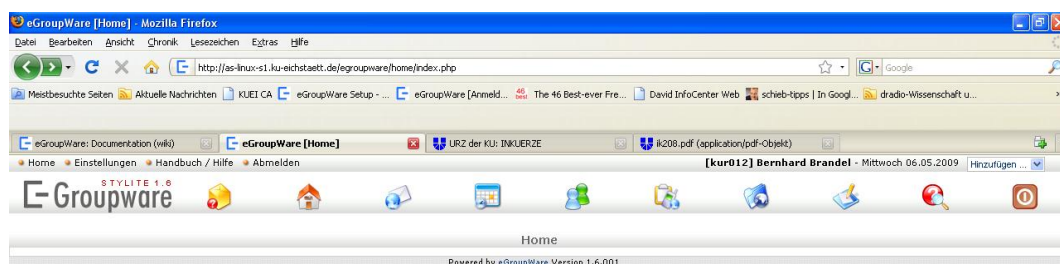 eGroupWare [Home] - Mozilla Firefox
Datei Bearbeiten Ansicht Chronik Lesezeichen Extras Hilfe
http://as-linux-s1.ku-eichstaett.de/egroupware/home/index.php
G Google
Meistbesuchte Seiten Aktuelle Nachrichten KUEI CA eGroupWare Setup - ... eGroupWare [Anmeld... 46 best The 46 Best-ever Fre... David InfoCenter Web schieb-tipps | In Googl... dradio-Wissenschaft u...
eGroupWare: Documentation (wiki) eGroupWare [Home] URZ der KU: INKUERZE ik208.pdf (application/pdf-Objekt)
Home Einstellungen Handbuch / Hilfe Abmelden [kur012] Bernhard Brandel - Mittwoch 06.05.2009 Hinzufügen ...
STYLITE 1.6
Groupware
Home
Powered by eGroupWare Version 1.6.001